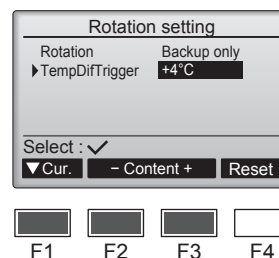 Rotation setting
Rotation Backup only
▶TempDifTrigger +4°C
Select : ✓
▼Cur. − Content + Reset
F1 F2 F3 F4